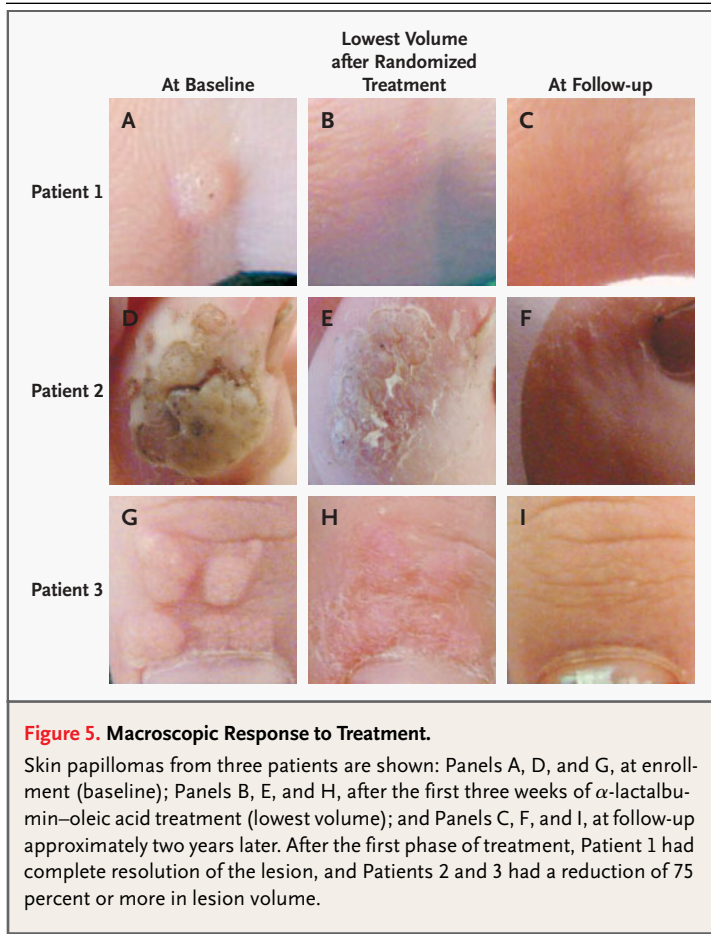 At Baseline
Lowest Volume
after Randomized
Treatment
At Follow-up
Patient 1
A
B
C
Patient 2
D
E
F
Patient 3
G
H
I
Figure 5. Macroscopic Response to Treatment.
Skin papillomas from three patients are shown: Panels A, D, and G, at enroll-
ment (baseline); Panels B, E, and H, after the first three weeks of α-lactalbu-
min–oleic acid treatment (lowest volume); and Panels C, F, and I, at follow-up
approximately two years later. After the first phase of treatment, Patient 1 had
complete resolution of the lesion, and Patients 2 and 3 had a reduction of 75
percent or more in lesion volume.